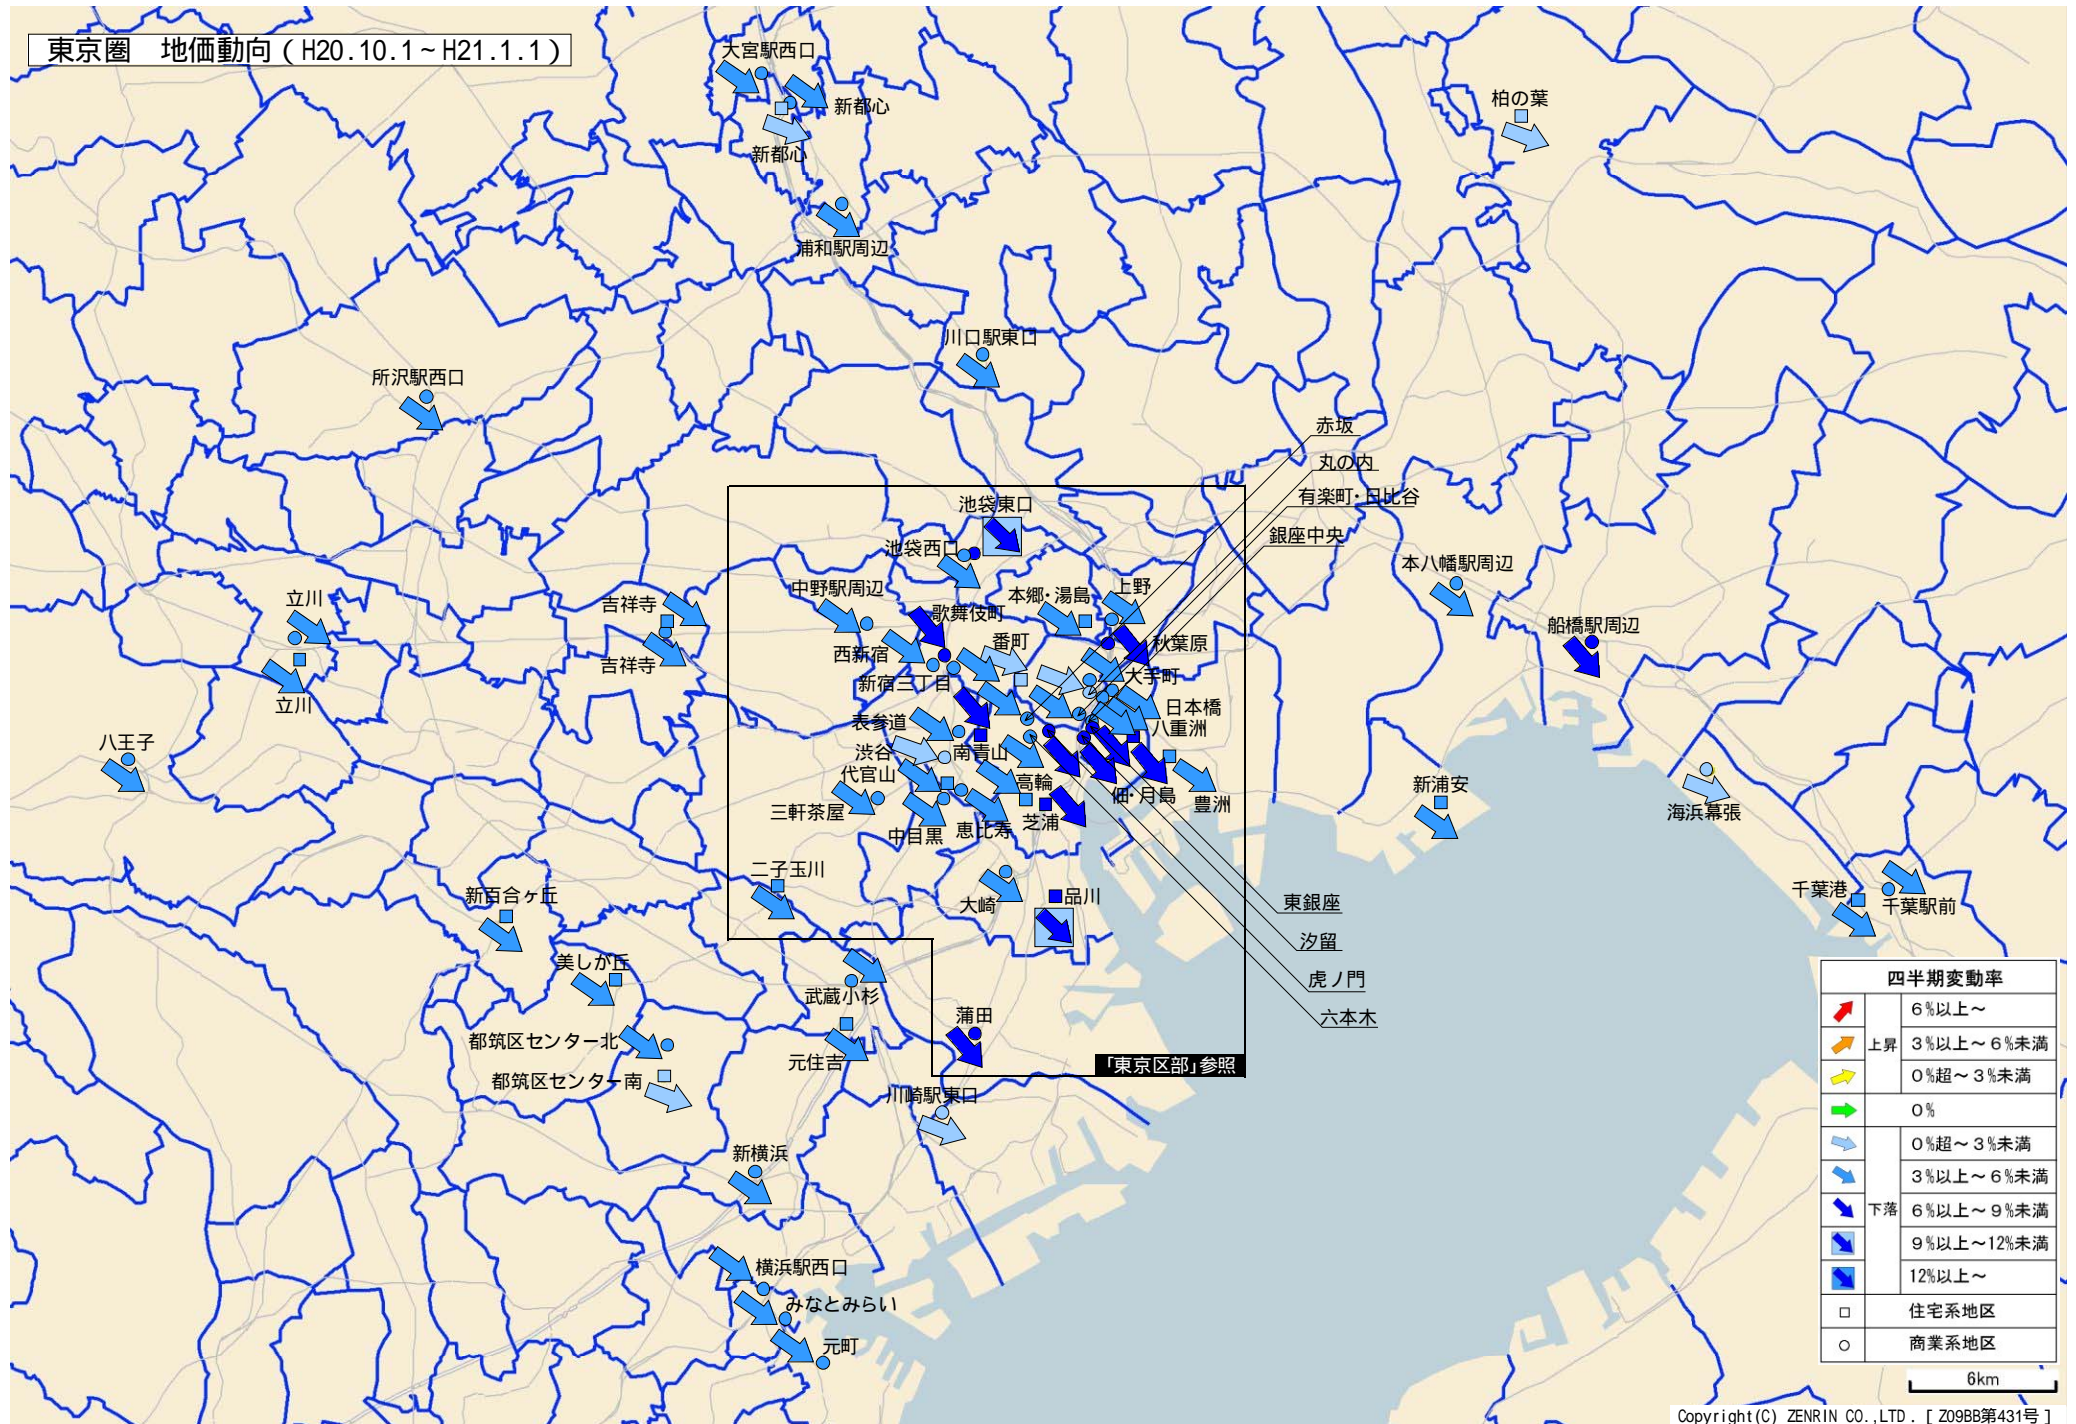 東京圏　地価動向（H20.10.1～H21.1.1）
大宮駅西口
新都心
新都心
柏の葉
浦和駅周辺
川口駅東口
所沢駅西口
赤坂
丸の内
有楽町・日比谷
銀座中央
池袋東口
池袋西口
本八幡駅周辺
中野駅周辺
本郷・湯島
上野
立川
吉祥寺
歌舞伎町
船橋駅周辺
番町
秋葉原
西新宿
吉祥寺
大手町
新宿三丁目
立川
日本橋
表参道
八重洲
八王子
渋谷
南青山
代官山
高輪
新浦安
佃・月島
豊洲
三軒茶屋
海浜幕張
芝浦
恵比寿
中目黒
二子玉川
新百合ヶ丘
大崎
品川
千葉港
東銀座
千葉駅前
汐留
美しが丘
虎ノ門
武蔵小杉
蒲田
六本木
都筑区センター北
元住吉
「東京区部」参照
都筑区センター南
川崎駅東口
新横浜
横浜駅西口
みなとみらい
元町
四半期変動率
上昇
6%以上～
3%以上～6%未満
0%超～3%未満
0%
下落
0%超～3%未満
3%以上～6%未満
6%以上～9%未満
9%以上～12%未満
12%以上～
住宅系地区
商業系地区
6km
Copyright(C) ZENRIN CO.,LTD. [ Z09BB第431号 ]